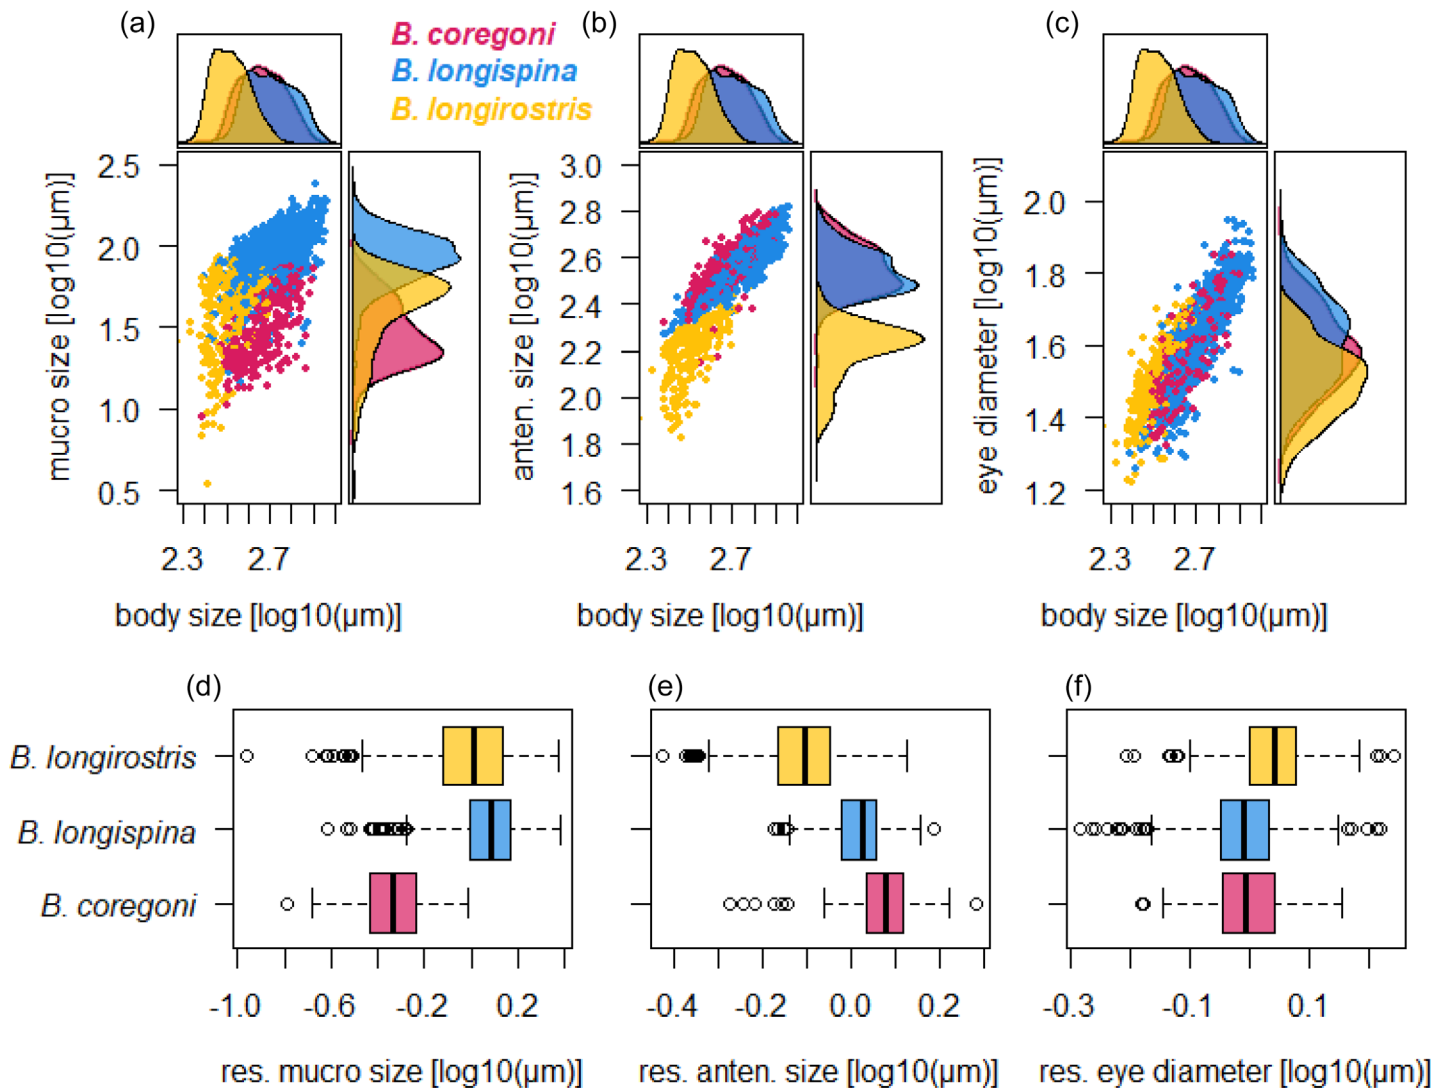 (a)
B. coregoni
B. longispina
B. longirostris
(b)
(c)
mucro size [log10(µm)]
2.5
2.0
1.5
1.0
0.5
2.3 2.7
body size [log10(µm)]
anten. size [log10(µm)]
3.0
2.8
2.6
2.4
2.2
2.0
1.8
1.6
2.3 2.7
body size [log10(µm)]
eye diameter [log10(µm)]
2.0
1.8
1.6
1.4
1.2
2.3 2.7
body size [log10(µm)]
(d)
B. longirostris
B. longispina
B. coregoni
-1.0 -0.6 -0.2 0.2
res. mucro size [log10(µm)]
(e)
-0.4 -0.2 0.0 0.2
res. anten. size [log10(µm)]
(f)
-0.3 -0.1 0.1
res. eye diameter [log10(µm)]